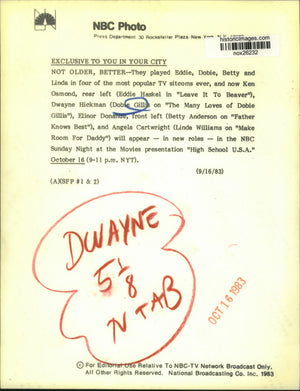 NBC Photo
Press Department 30 Rockefeller Plaza New York, N.Y.
historicimages.com
nox26232
EXCLUSIVE TO YOU IN YOUR CITY
NOT OLDER, BETTER--They played Eddie, Dobie, Betty and
Linda in four of the most popular TV sitcoms ever, and now Ken
Osmond, rear left (Eddie Haskel in "Leave It To Beaver"),
Dwayne Hickman (Dobie Gillis on "The Many Loves of Dobie
Gillis"), Elinor Donahue, front left (Betty Anderson on "Father
Knows Best"), and Angela Cartwright (Linda Williams on "Make
Room For Daddy") will appear -- in new roles -- in the NBC
Sunday Night at the Movies presentation "High School U.S.A."
October 16 (9-11 p.m. NYT).
(9/16/83)
(A)(SFP #1 & 2)
DWAYNE
5 1/8
N TAB
OCT 16 1983
© For Editorial Use Relative To NBC-TV Network Broadcast Only.
All Other Rights Reserved. National Broadcasting Co. Inc. 1983